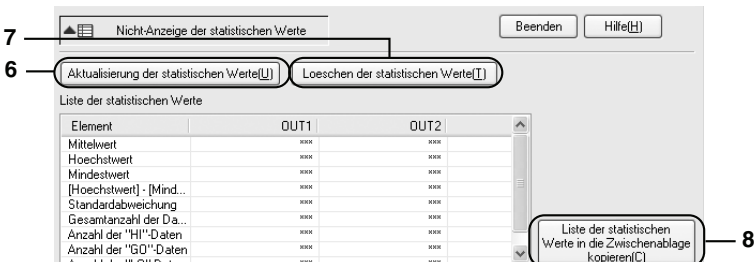 Nicht-Anzeige der statistischen Werte
Beenden
Hilfe(H)
7
6
Aktualisierung der statistischen Werte(U)
Loeschen der statistischen Werte(T)
Liste der statistischen Werte
Element OUT1 OUT2
Mittelwert *** ***
Hoechstwert *** ***
Mindestwert *** ***
[Hoechstwert] - [Mind... *** ***
Standardabweichung *** ***
Gesamtanzahl der Da... *** ***
Anzahl der "HI"-Daten *** ***
Anzahl der "GO"-Daten *** ***
Liste der statistischen
Werte in die Zwischenablage
kopieren(C)
8